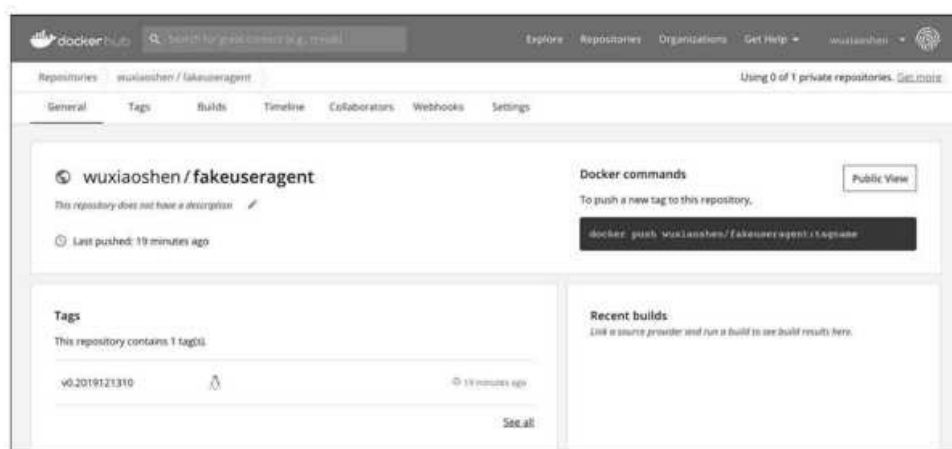 docker hub
Explore Repositories Organizations Get Help wuxiaoshen
Repositories wuxiaoshen / fakeuseragent
Using 0 of 1 private repositories. Get more
General Tags Builds Timeline Collaborators Webhooks Settings
wuxiaoshen / fakeuseragent
This repository does not have a description
Last pushed: 19 minutes ago
Docker commands
Public View
To push a new tag to this repository,
docker push wuxiaoshen/fakeuseragent:tagname
Tags
This repository contains 1 tag(s).
v0.2019121310
19 minutes ago
See all
Recent builds
Link a source provider and run a build to see build results here.